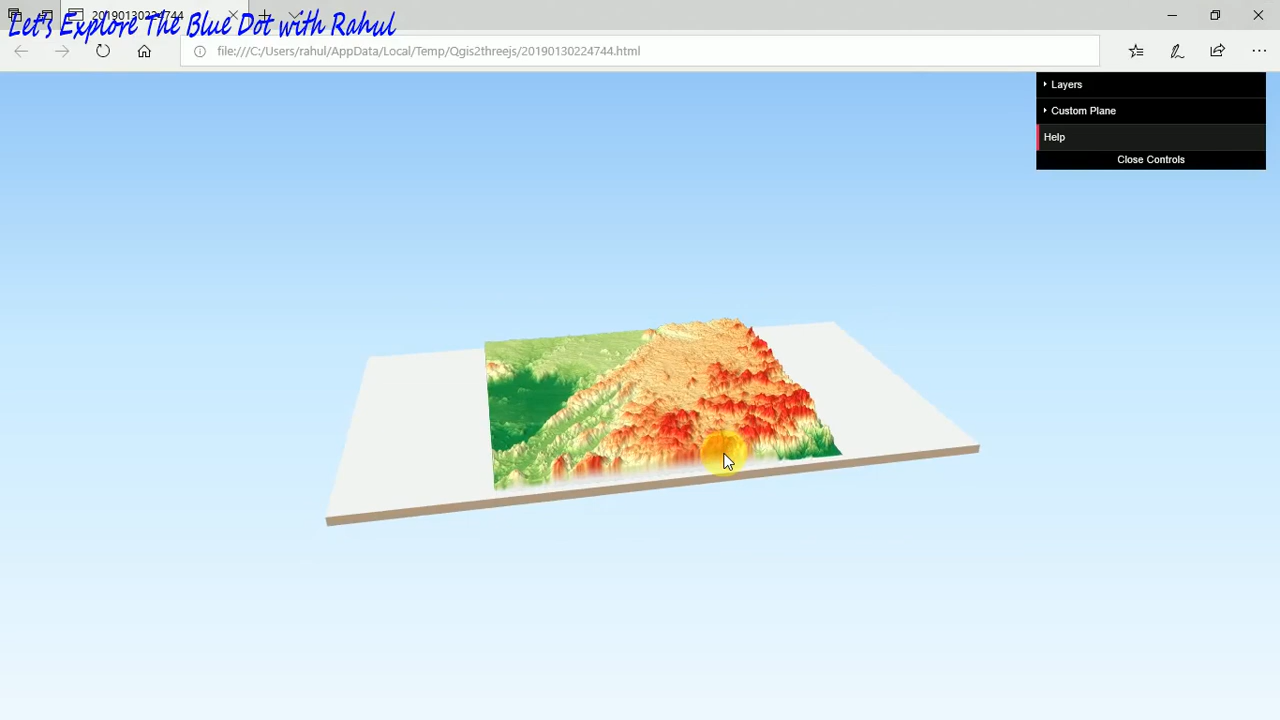 20190130224744
Let's Explore The Blue Dot with Rahul
file:///C:/Users/rahul/AppData/Local/Temp/Qgis2threejs/20190130224744.html
Layers
Custom Plane
Help
Close Controls